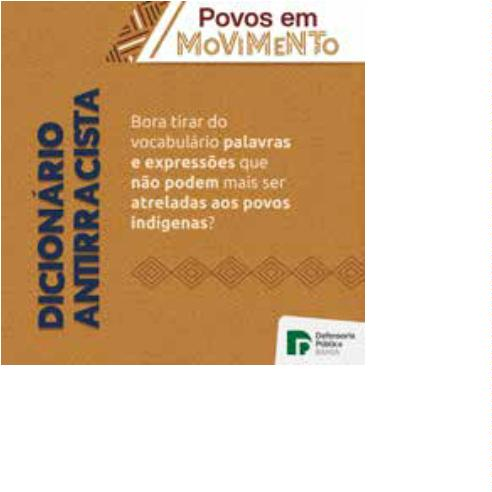 Povos em
MOVIMENTO
DICIONÁRIO
ANTIRRACISTA
Bora tirar do
vocabulário palavras
e expressões que
não podem mais ser
atreladas aos povos
indígenas?
Defensoria
Pública
BAHIA